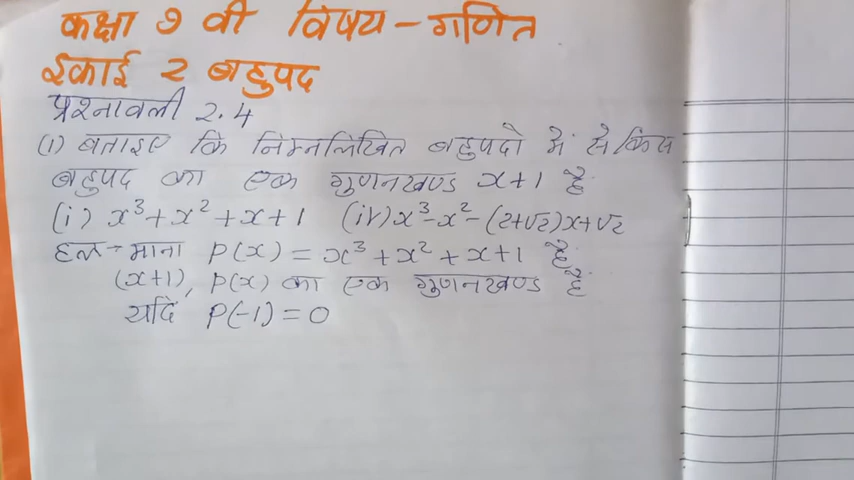 कक्षा 9 वी विषय - गणित
इकाई 2 बहुपद
प्रश्नावली 2.4
(1) बताइए कि निम्नलिखित बहुपदो में से किस
बहुपद का एक गुणनखण्ड x+1 है
(i) x³+x²+x+1 (iv) x³-x²-(2+√2)x+√2
हल → माना P(x) = x³+x²+x+1 है
(x+1), P(x) का एक गुणनखण्ड है
यदि P(-1) = 0